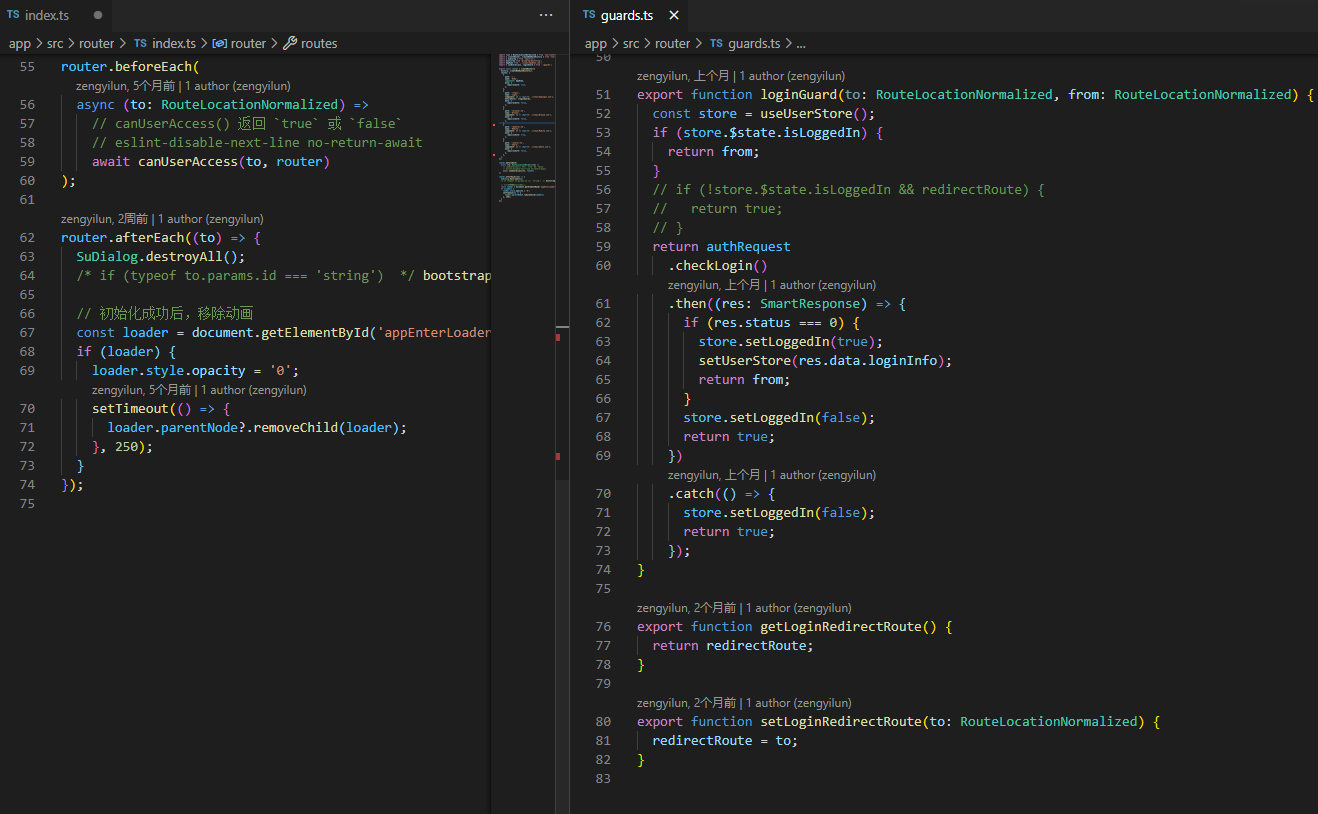 TS index.ts ● ···
app > src > router > TS index.ts > router > routes
55 router.beforeEach(
zengyilun, 5个月前 | 1 author (zengyilun)
56 async (to: RouteLocationNormalized) =>
57 // canUserAccess() 返回 `true` 或 `false`
58 // eslint-disable-next-line no-return-await
59 await canUserAccess(to, router)
60 );
61
zengyilun, 2周前 | 1 author (zengyilun)
62 router.afterEach((to) => {
63 SuDialog.destroyAll();
64 /* if (typeof to.params.id === 'string')  */ bootstrap
65
66 // 初始化成功后，移除动画
67 const loader = document.getElementById('appEnterLoader
68 if (loader) {
69 loader.style.opacity = '0';
zengyilun, 5个月前 | 1 author (zengyilun)
70 setTimeout(() => {
71 loader.parentNode?.removeChild(loader);
72 }, 250);
73 }
74 });
75
TS guards.ts ×
app > src > router > TS guards.ts > ...
50
zengyilun, 上个月 | 1 author (zengyilun)
51 export function loginGuard(to: RouteLocationNormalized, from: RouteLocationNormalized) {
52 const store = useUserStore();
53 if (store.$state.isLoggedIn) {
54 return from;
55 }
56 // if (!store.$state.isLoggedIn && redirectRoute) {
57 //   return true;
58 // }
59 return authRequest
60 .checkLogin()
zengyilun, 上个月 | 1 author (zengyilun)
61 .then((res: SmartResponse) => {
62 if (res.status === 0) {
63 store.setLoggedIn(true);
64 setUserStore(res.data.loginInfo);
65 return from;
66 }
67 store.setLoggedIn(false);
68 return true;
69 })
zengyilun, 上个月 | 1 author (zengyilun)
70 .catch(() => {
71 store.setLoggedIn(false);
72 return true;
73 });
74 }
75
zengyilun, 2个月前 | 1 author (zengyilun)
76 export function getLoginRedirectRoute() {
77 return redirectRoute;
78 }
79
zengyilun, 2个月前 | 1 author (zengyilun)
80 export function setLoginRedirectRoute(to: RouteLocationNormalized) {
81 redirectRoute = to;
82 }
83